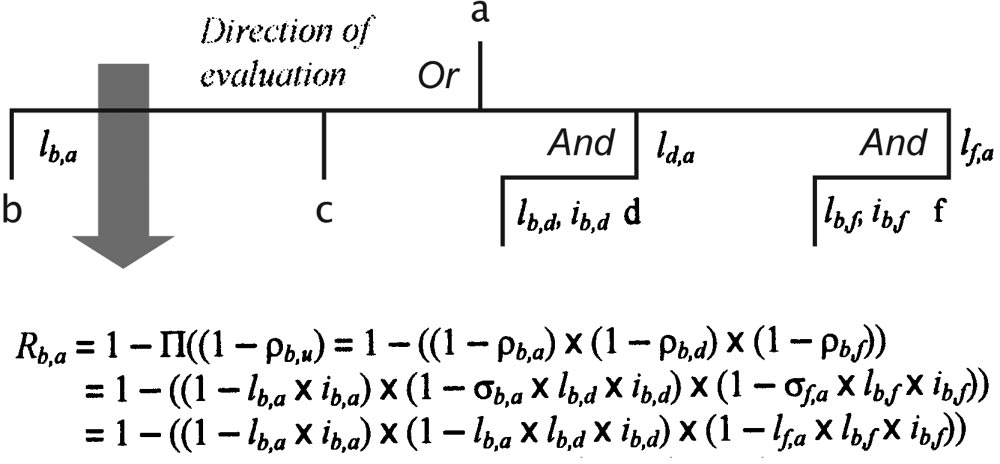 a
Direction of
evaluation
Or
l_{b,a}
And
l_{d,a}
And
l_{f,a}
b
c
l_{b,d}, i_{b,d} d
l_{b,f}, i_{b,f} f
R_{b,a} = 1 − Π((1 − ρ_{b,u}) = 1 − ((1 − ρ_{b,a}) x (1 − ρ_{b,d}) x (1 − ρ_{b,f}))
= 1 − ((1 − l_{b,a} x i_{b,a}) x (1 − σ_{b,a} x l_{b,d} x i_{b,d}) x (1 − σ_{f,a} x l_{b,f} x i_{b,f}))
= 1 − ((1 − l_{b,a} x i_{b,a}) x (1 − l_{b,a} x l_{b,d} x i_{b,d}) x (1 − l_{f,a} x l_{b,f} x i_{b,f}))